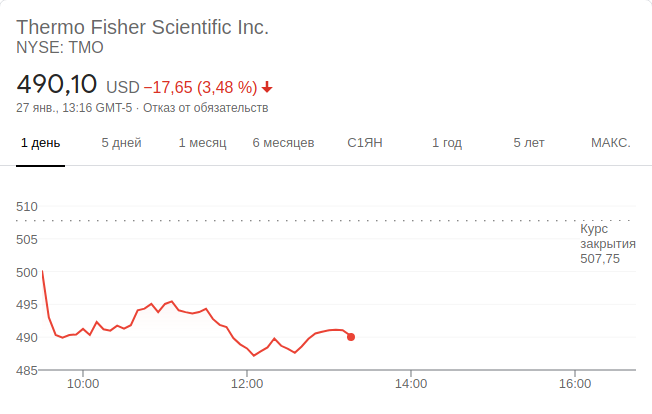 Thermo Fisher Scientific Inc.
NYSE: TMO
490,10 USD −17,65 (3,48 %)
27 янв., 13:16 GMT-5 · Отказ от обязательств
1 день 5 дней 1 месяц 6 месяцев С1ЯН 1 год 5 лет МАКС.
510
505
500
495
490
485
Курс
закрытия
507,75
10:00 12:00 14:00 16:00